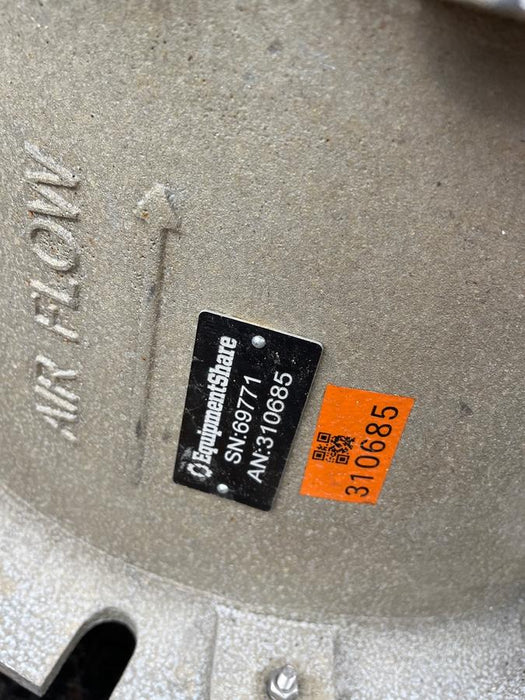 AIR FLOW
EquipmentShare
SN:69771
AN:310685
310685